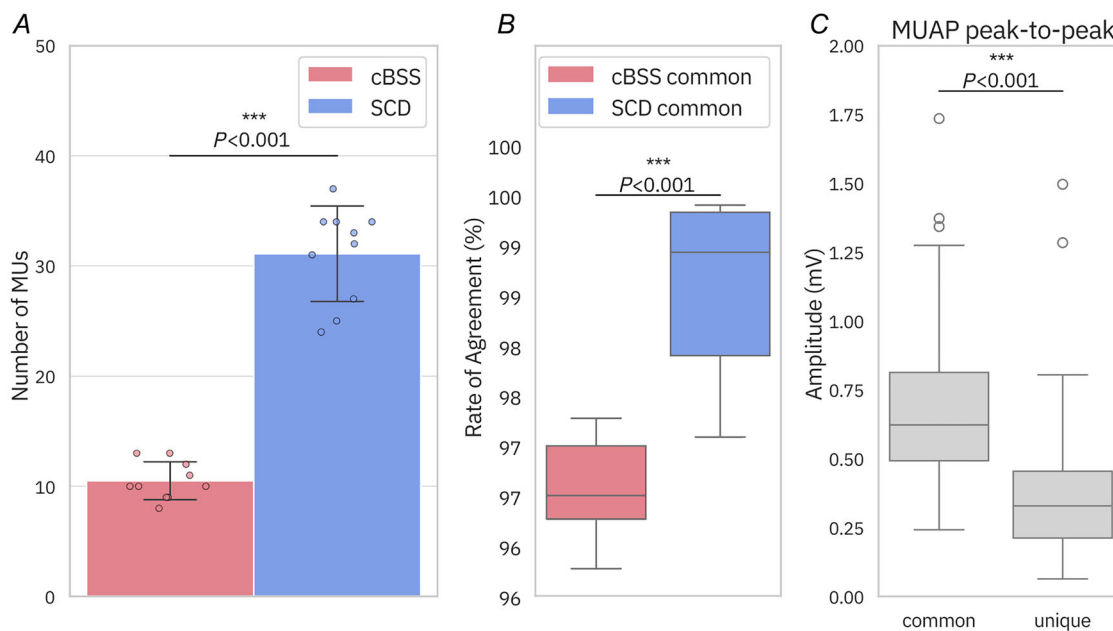 A
50
40
30
20
10
0
Number of MUs
cBSS
SCD
***
P<0.001
B
100
100
99
99
98
98
97
97
96
96
Rate of Agreement (%)
cBSS common
SCD common
***
P<0.001
C
MUAP peak-to-peak
2.00
1.75
1.50
1.25
1.00
0.75
0.50
0.25
0.00
Amplitude (mV)
***
P<0.001
common
unique